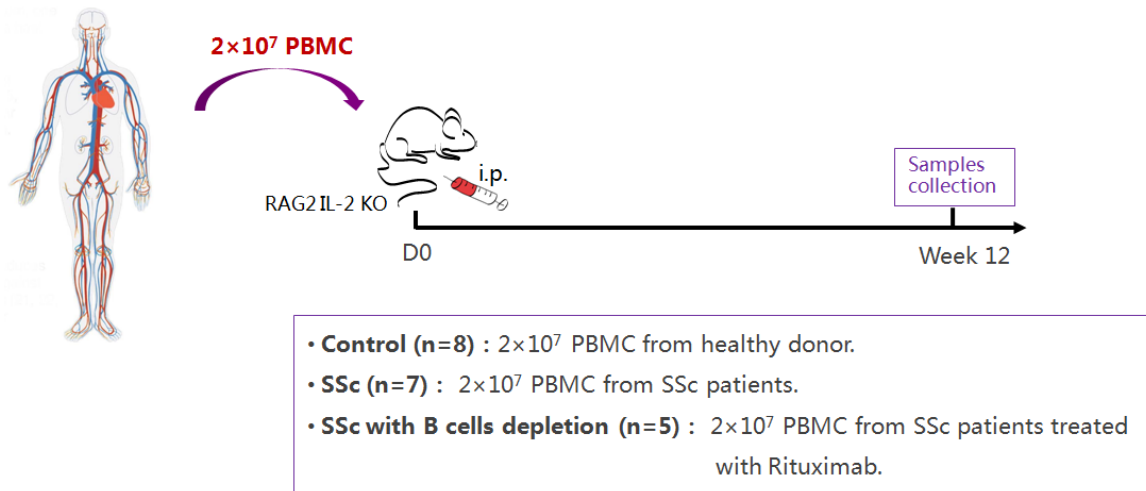 2×10⁷ PBMC
i.p.
RAG2 IL-2 KO
Samples
collection
D0
Week 12
• Control (n=8) : 2×10⁷ PBMC from healthy donor.
• SSc (n=7) : 2×10⁷ PBMC from SSc patients.
• SSc with B cells depletion (n=5) : 2×10⁷ PBMC from SSc patients treated
with Rituximab.